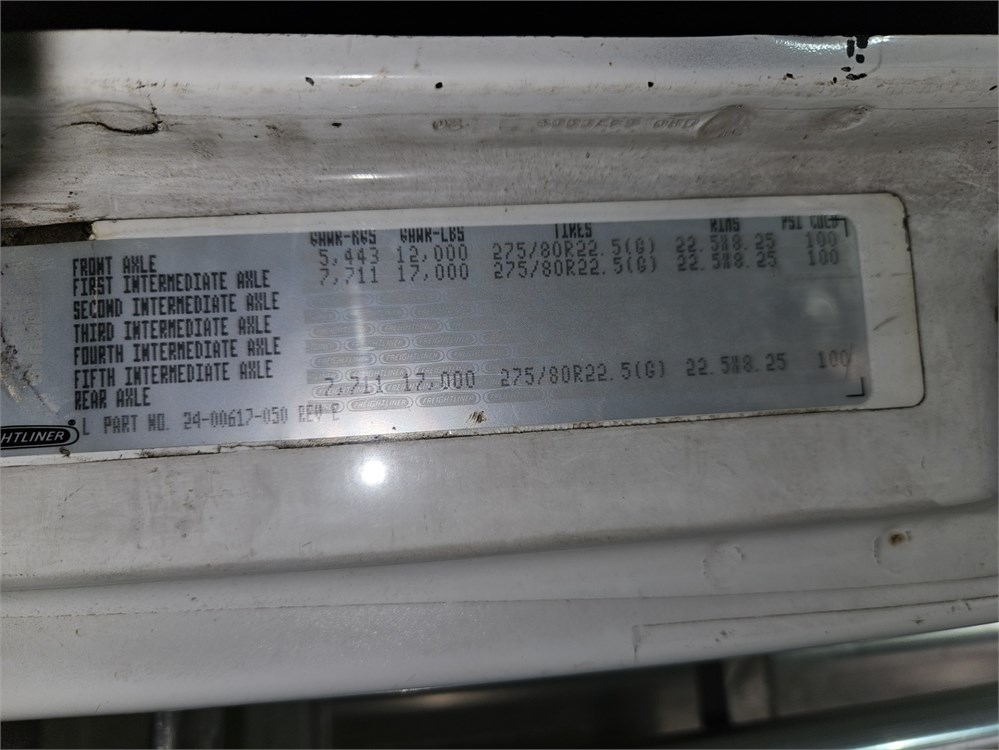 GAWR-KGS GAWR-LBS TIRES RIMS PSI COLD
FRONT AXLE 5,443 12,000 275/80R22.5(G) 22.5X8.25 100
FIRST INTERMEDIATE AXLE 7,711 17,000 275/80R22.5(G) 22.5X8.25 100
SECOND INTERMEDIATE AXLE
THIRD INTERMEDIATE AXLE
FOURTH INTERMEDIATE AXLE
FIFTH INTERMEDIATE AXLE
REAR AXLE 7,711 17,000 275/80R22.5(G) 22.5X8.25 100
HTLINER L PART NO. 24-00617-050 REV
FREIGHTLINER FREIGHTLINER